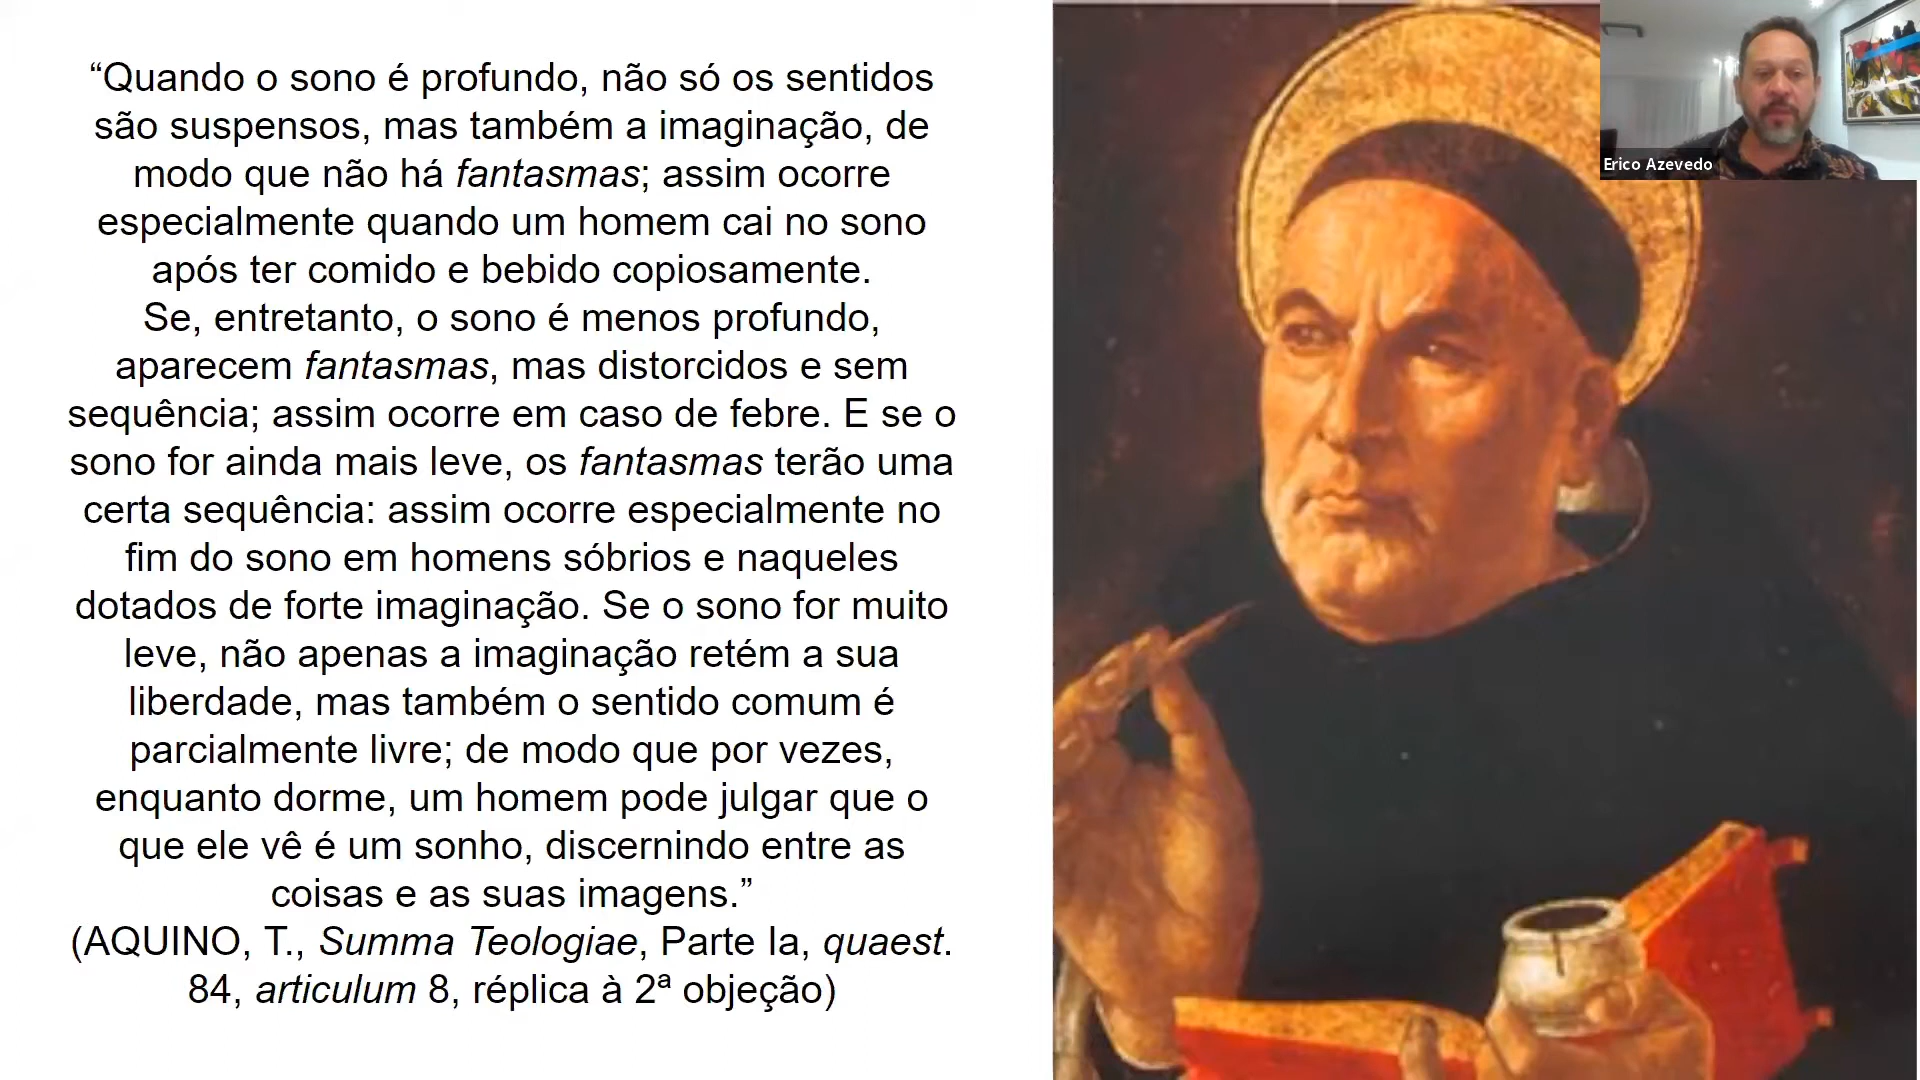 “Quando o sono é profundo, não só os sentidos
são suspensos, mas também a imaginação, de
modo que não há fantasmas; assim ocorre
especialmente quando um homem cai no sono
após ter comido e bebido copiosamente.
Se, entretanto, o sono é menos profundo,
aparecem fantasmas, mas distorcidos e sem
sequência; assim ocorre em caso de febre. E se o
sono for ainda mais leve, os fantasmas terão uma
certa sequência: assim ocorre especialmente no
fim do sono em homens sóbrios e naqueles
dotados de forte imaginação. Se o sono for muito
leve, não apenas a imaginação retém a sua
liberdade, mas também o sentido comum é
parcialmente livre; de modo que por vezes,
enquanto dorme, um homem pode julgar que o
que ele vê é um sonho, discernindo entre as
coisas e as suas imagens.”
(AQUINO, T., Summa Teologiae, Parte Ia, quaest.
84, articulum 8, réplica à 2ª objeção)
Erico Azevedo